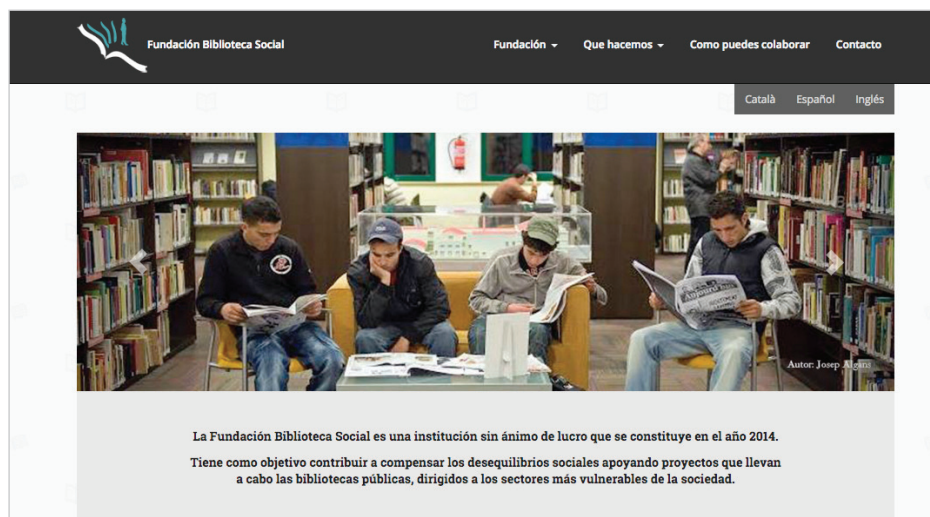 Fundación Biblioteca Social
Fundación
Que hacemos
Como puedes colaborar
Contacto
Català
Español
Inglés
Aujourd'hui
Autor: Josep Algans
La Fundación Biblioteca Social es una institución sin ánimo de lucro que se constituye en el año 2014.
Tiene como objetivo contribuir a compensar los desequilibrios sociales apoyando proyectos que llevan
a cabo las bibliotecas públicas, dirigidos a los sectores más vulnerables de la sociedad.